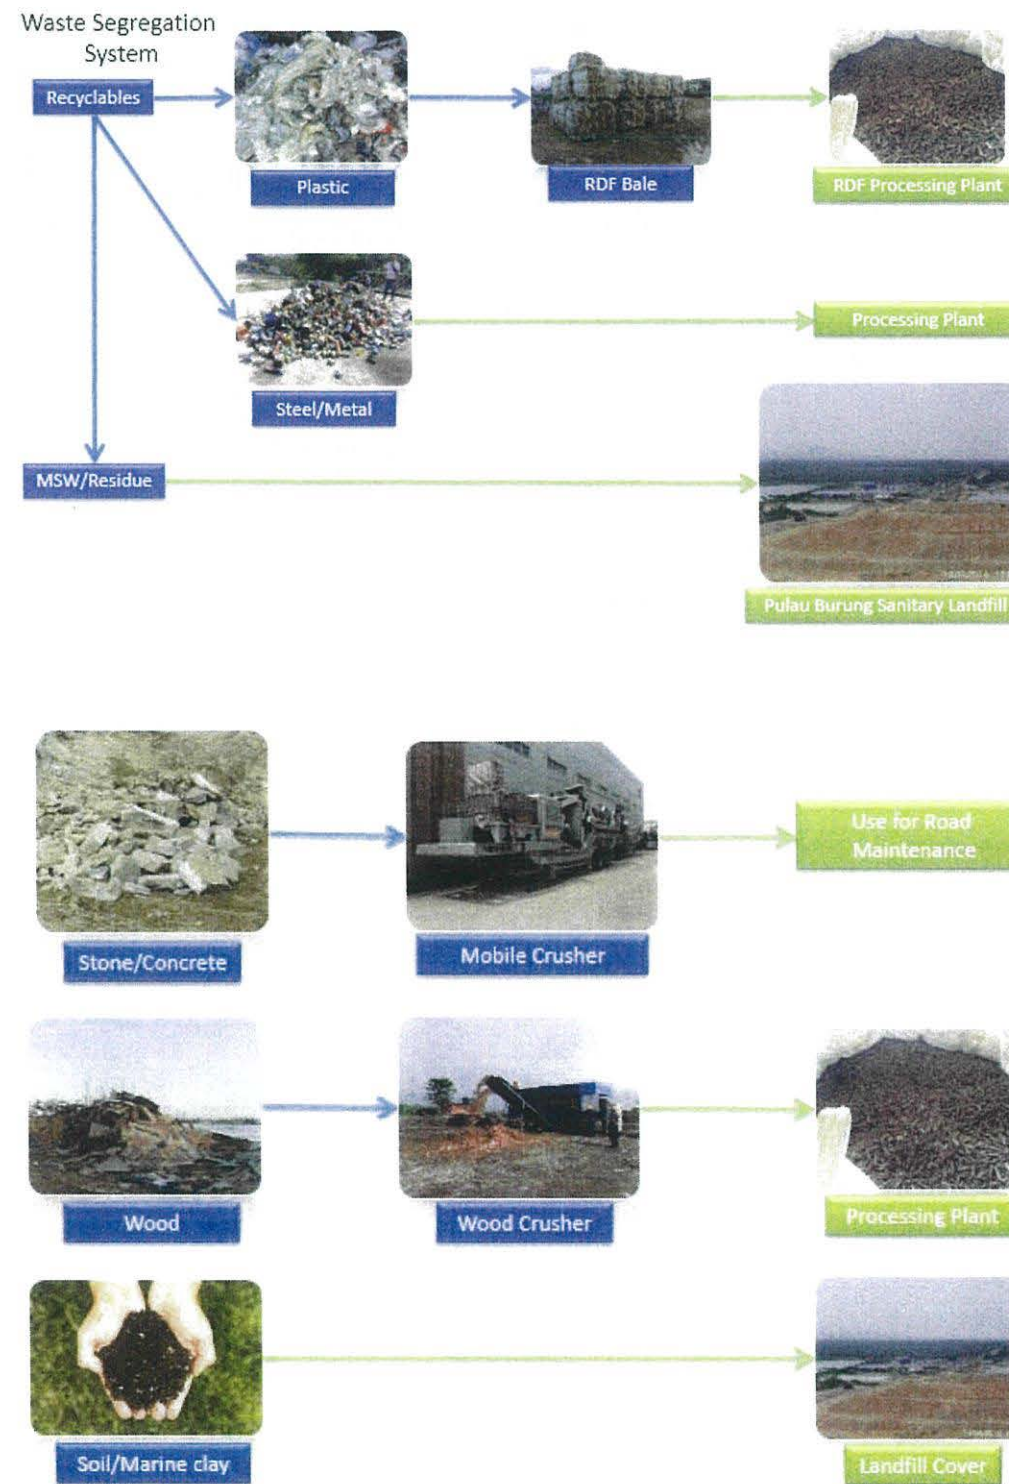 Waste Segregation
System
Recyclables
Plastic
RDF Bale
RDF Processing Plant
Steel/Metal
Processing Plant
MSW/Residue
Pulau Burung Sanitary Landfill
Stone/Concrete
Mobile Crusher
Use for Road
Maintenance
Wood
Wood Crusher
Processing Plant
Soil/Marine clay
Landfill Cover